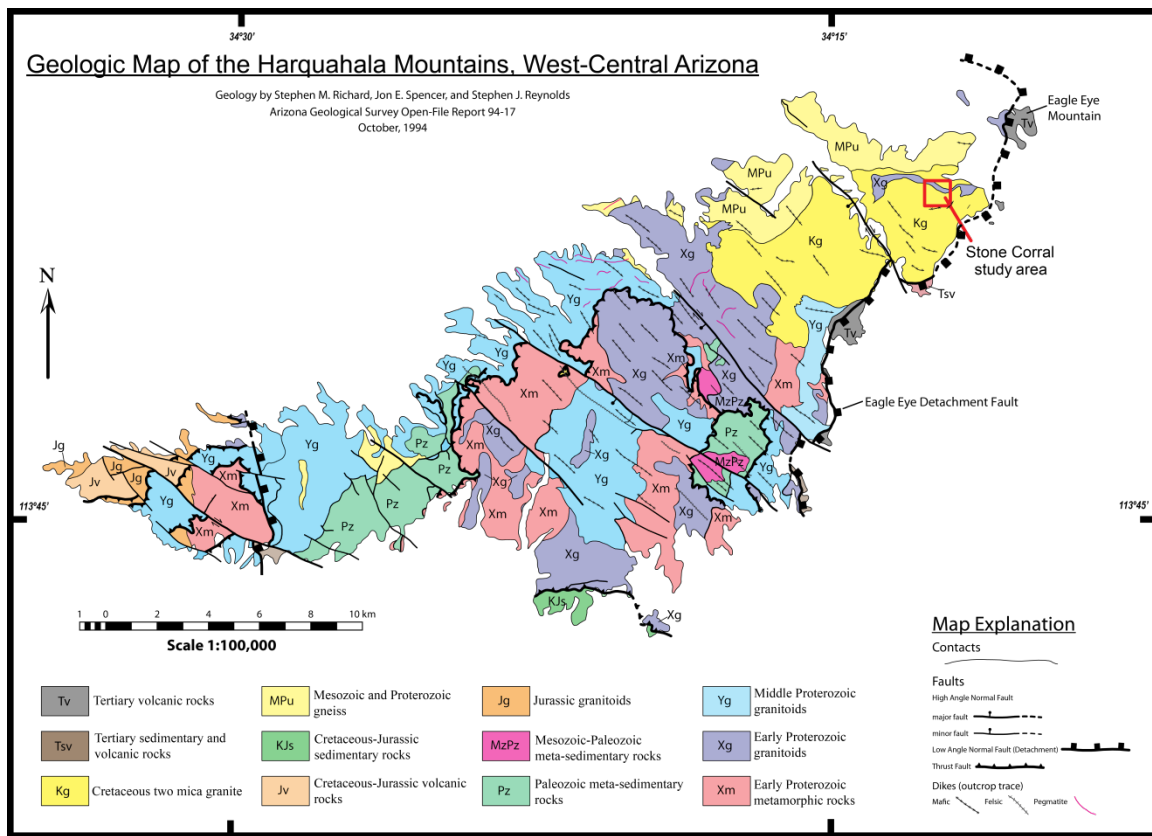 34°30'
34°15'
Geologic Map of the Harquahala Mountains, West-Central Arizona
Geology by Stephen M. Richard, Jon E. Spencer, and Stephen J. Reynolds
Arizona Geological Survey Open-File Report 94-17
October, 1994
Eagle Eye
Mountain
Tv
MPu
MPu
Xg
MPu
Kg
Kg
Stone Corral
study area
N
Xg
Tsv
Yg
Yg
Tv
Xg
Xm
Yg
Yg
Xm
Xg
Xm
Xm
MzPz
Eagle Eye Detachment Fault
Yg
Yg
Pz
Pz
Xm
Xg
Xg
MzPz
Yg
Jg
Yg
Jg
Jv
Jv
Jg
Xm
Pz
Yg
Xm
Xg
Yg
Xm
113°45'
113°45'
Pz
Pz
Xm
Xm
Xm
Xg
Xm
Xg
KJs
Xg
1 0 2 4 6 8 10 km
Scale 1:100,000
Tv Tertiary volcanic rocks
Tsv Tertiary sedimentary and
volcanic rocks
Kg Cretaceous two mica granite
MPu Mesozoic and Proterozoic
gneiss
KJs Cretaceous-Jurassic
sedimentary rocks
Jv Cretaceous-Jurassic volcanic
rocks
Jg Jurassic granitoids
MzPz Mesozoic-Paleozoic
meta-sedimentary rocks
Pz Paleozoic meta-sedimentary
rocks
Yg Middle Proterozoic
granitoids
Xg Early Proterozoic
granitoids
Xm Early Proterozoic
metamorphic rocks
Map Explanation
Contacts
Faults
High Angle Normal Fault
major fault
minor fault
Low Angle Normal Fault (Detachment)
Thrust Fault
Dikes (outcrop trace)
Mafic Felsic Pegmatite